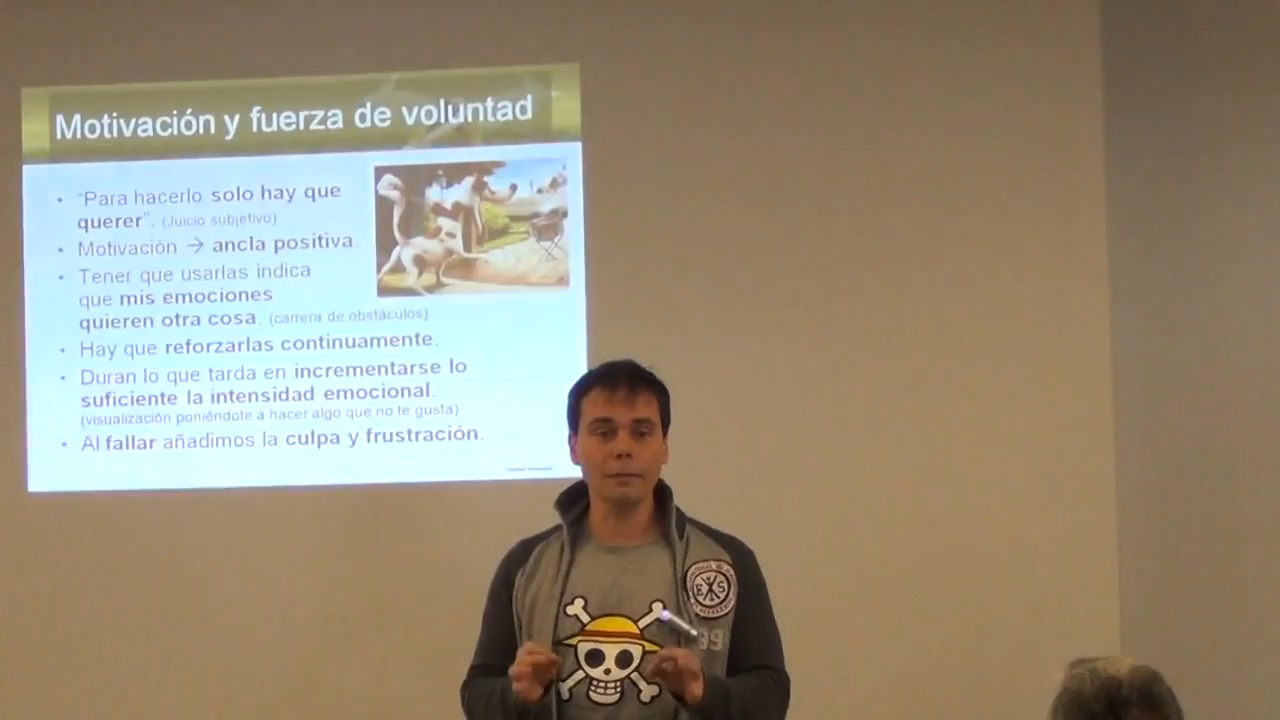 Motivación y fuerza de voluntad
• "Para hacerlo solo hay que
querer". (Juicio subjetivo)
• Motivación → ancla positiva.
• Tener que usarlas indica
que mis emociones
quieren otra cosa. (carrera de obstáculos)
• Hay que reforzarlas continuamente.
• Duran lo que tarda en incrementarse lo
suficiente la intensidad emocional.
(visualización poniéndote a hacer algo que no te gusta)
• Al fallar añadimos la culpa y frustración.
E S
39